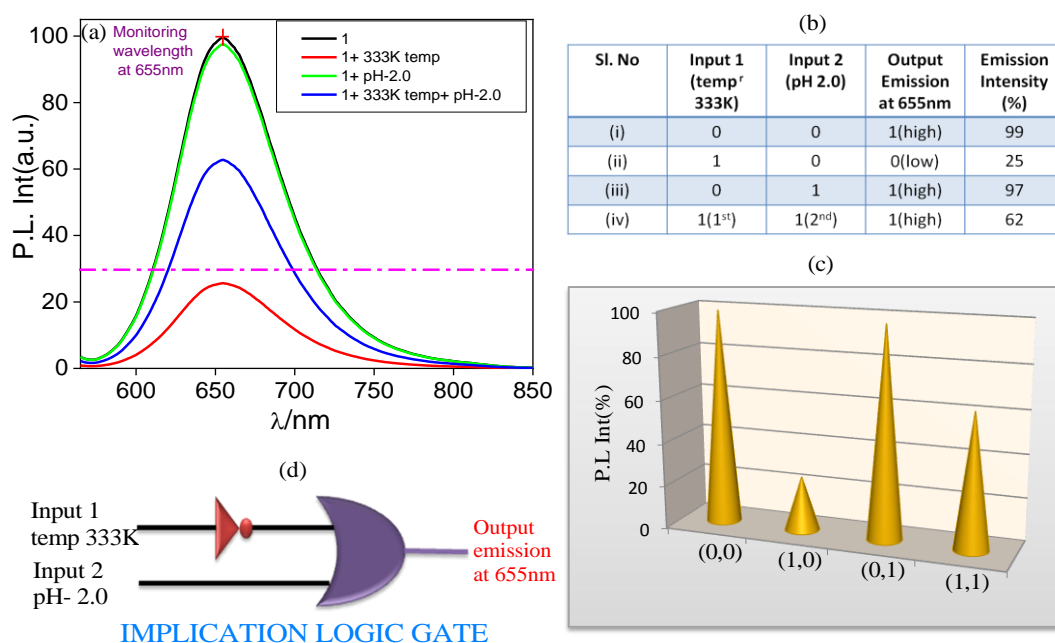 (a)
Monitoring
wavelength
at 655nm
1
1+ 333K temp
1+ pH-2.0
1+ 333K temp+ pH-2.0
P.L. Int(a.u.)
100
80
60
40
20
0
600 650 700 750 800 850
λ/nm
(b)
Sl. No Input 1 (temp^r 333K) Input 2 (pH 2.0) Output Emission at 655nm Emission Intensity (%)
(i) 0 0 1(high) 99
(ii) 1 0 0(low) 25
(iii) 0 1 1(high) 97
(iv) 1(1st) 1(2nd) 1(high) 62
(c)
P.L Int(%)
100
80
60
40
20
0
(0,0) (1,0) (0,1) (1,1)
(d)
Input 1
temp 333K
Input 2
pH- 2.0
Output
emission
at 655nm
IMPLICATION LOGIC GATE